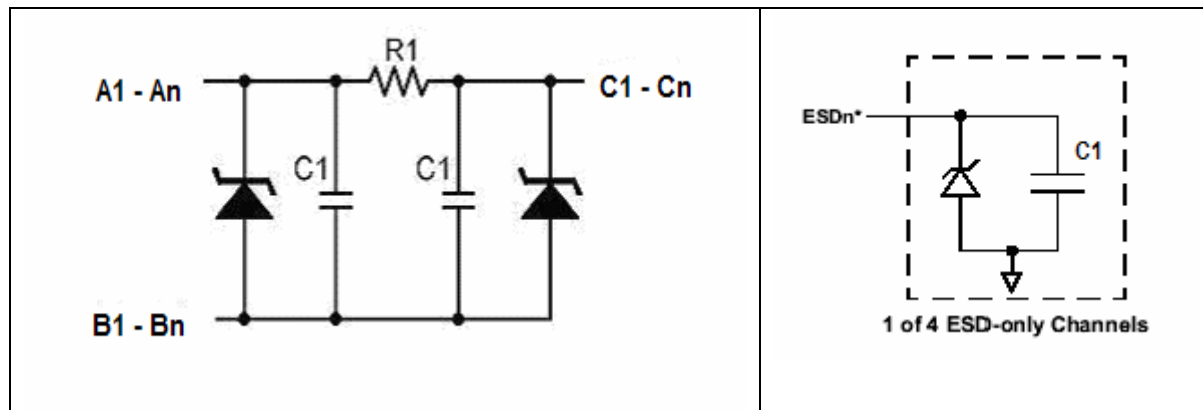 R1
A1 - An
C1 - Cn
C1
C1
B1 - Bn
ESDn*
C1
1 of 4 ESD-only Channels